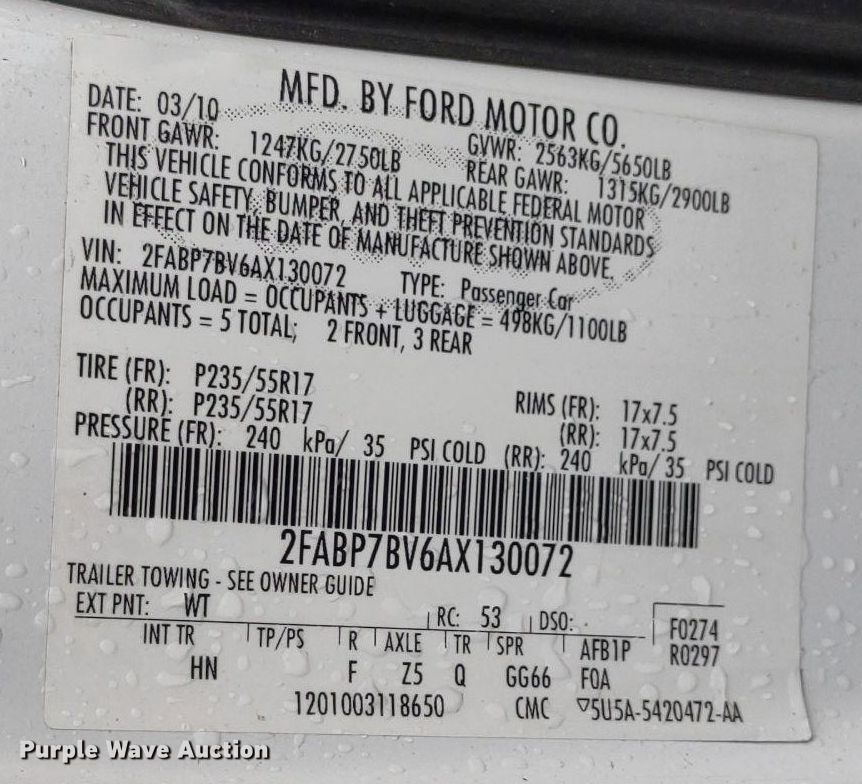 MFD. BY FORD MOTOR CO.
DATE: 03/10 GVWR: 2563KG/5650LB
FRONT GAWR: 1247KG/2750LB REAR GAWR: 1315KG/2900LB
THIS VEHICLE CONFORMS TO ALL APPLICABLE FEDERAL MOTOR
VEHICLE SAFETY, BUMPER, AND THEFT PREVENTION STANDARDS
IN EFFECT ON THE DATE OF MANUFACTURE SHOWN ABOVE.
VIN: 2FABP7BV6AX130072 TYPE: Passenger Car
MAXIMUM LOAD = OCCUPANTS + LUGGAGE = 498KG/1100LB
OCCUPANTS = 5 TOTAL; 2 FRONT, 3 REAR
TIRE (FR): P235/55R17 RIMS (FR): 17x7.5
(RR): P235/55R17 (RR): 17x7.5
PRESSURE (FR): 240 kPa/ 35 PSI COLD (RR): 240 kPa/ 35 PSI COLD
2FABP7BV6AX130072
TRAILER TOWING - SEE OWNER GUIDE
EXT PNT: WT RC: 53 DSO: F0274
INT TR TP/PS R AXLE TR SPR AFB1P R0297
HN F Z5 Q GG66 FOA
1201003118650 CMC ▽5U5A-5420472-AA
Purple Wave Auction